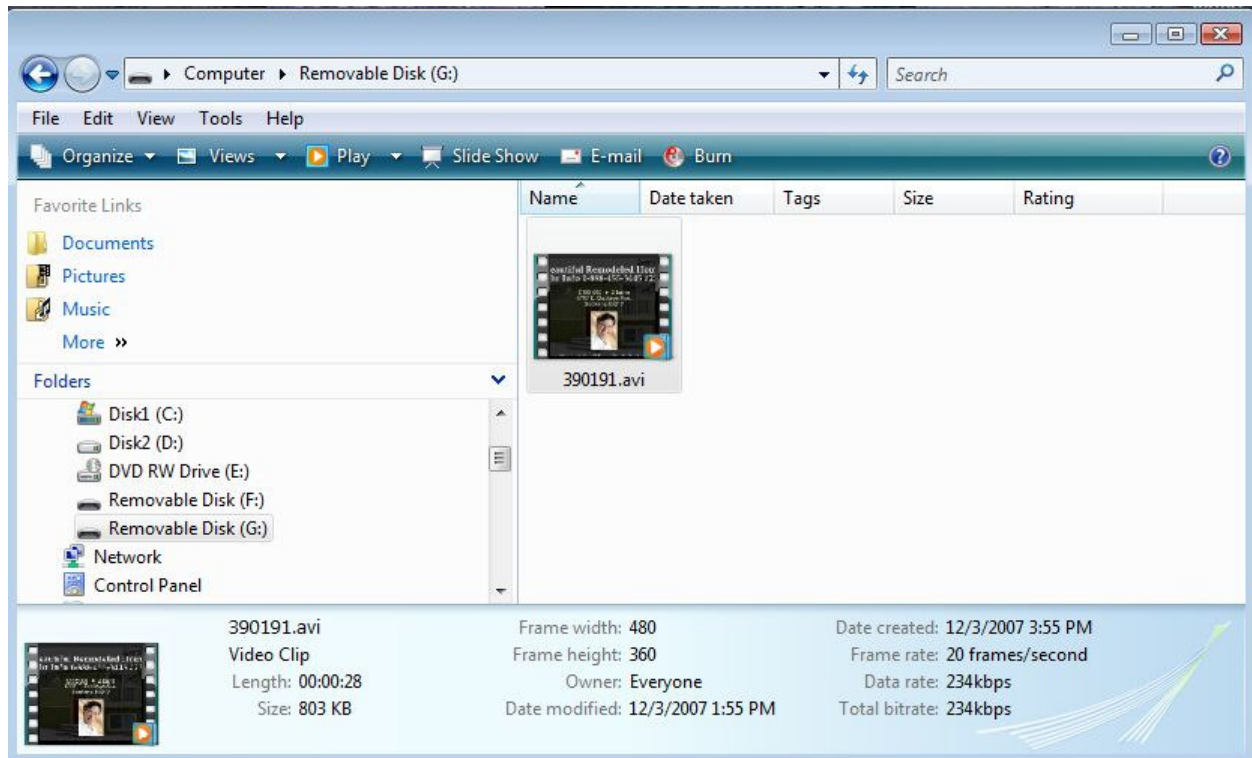 Computer ▸ Removable Disk (G:)
Search
File Edit View Tools Help
Organize Views Play Slide Show E-mail Burn
Favorite Links
Documents
Pictures
Music
More »
Folders
Disk1 (C:)
Disk2 (D:)
DVD RW Drive (E:)
Removable Disk (F:)
Removable Disk (G:)
Network
Control Panel
Name Date taken Tags Size Rating
eautiful Remodeled
390191.avi
390191.avi
Video Clip
Length: 00:00:28
Size: 803 KB
Frame width: 480
Frame height: 360
Owner: Everyone
Date modified: 12/3/2007 1:55 PM
Date created: 12/3/2007 3:55 PM
Frame rate: 20 frames/second
Data rate: 234kbps
Total bitrate: 234kbps